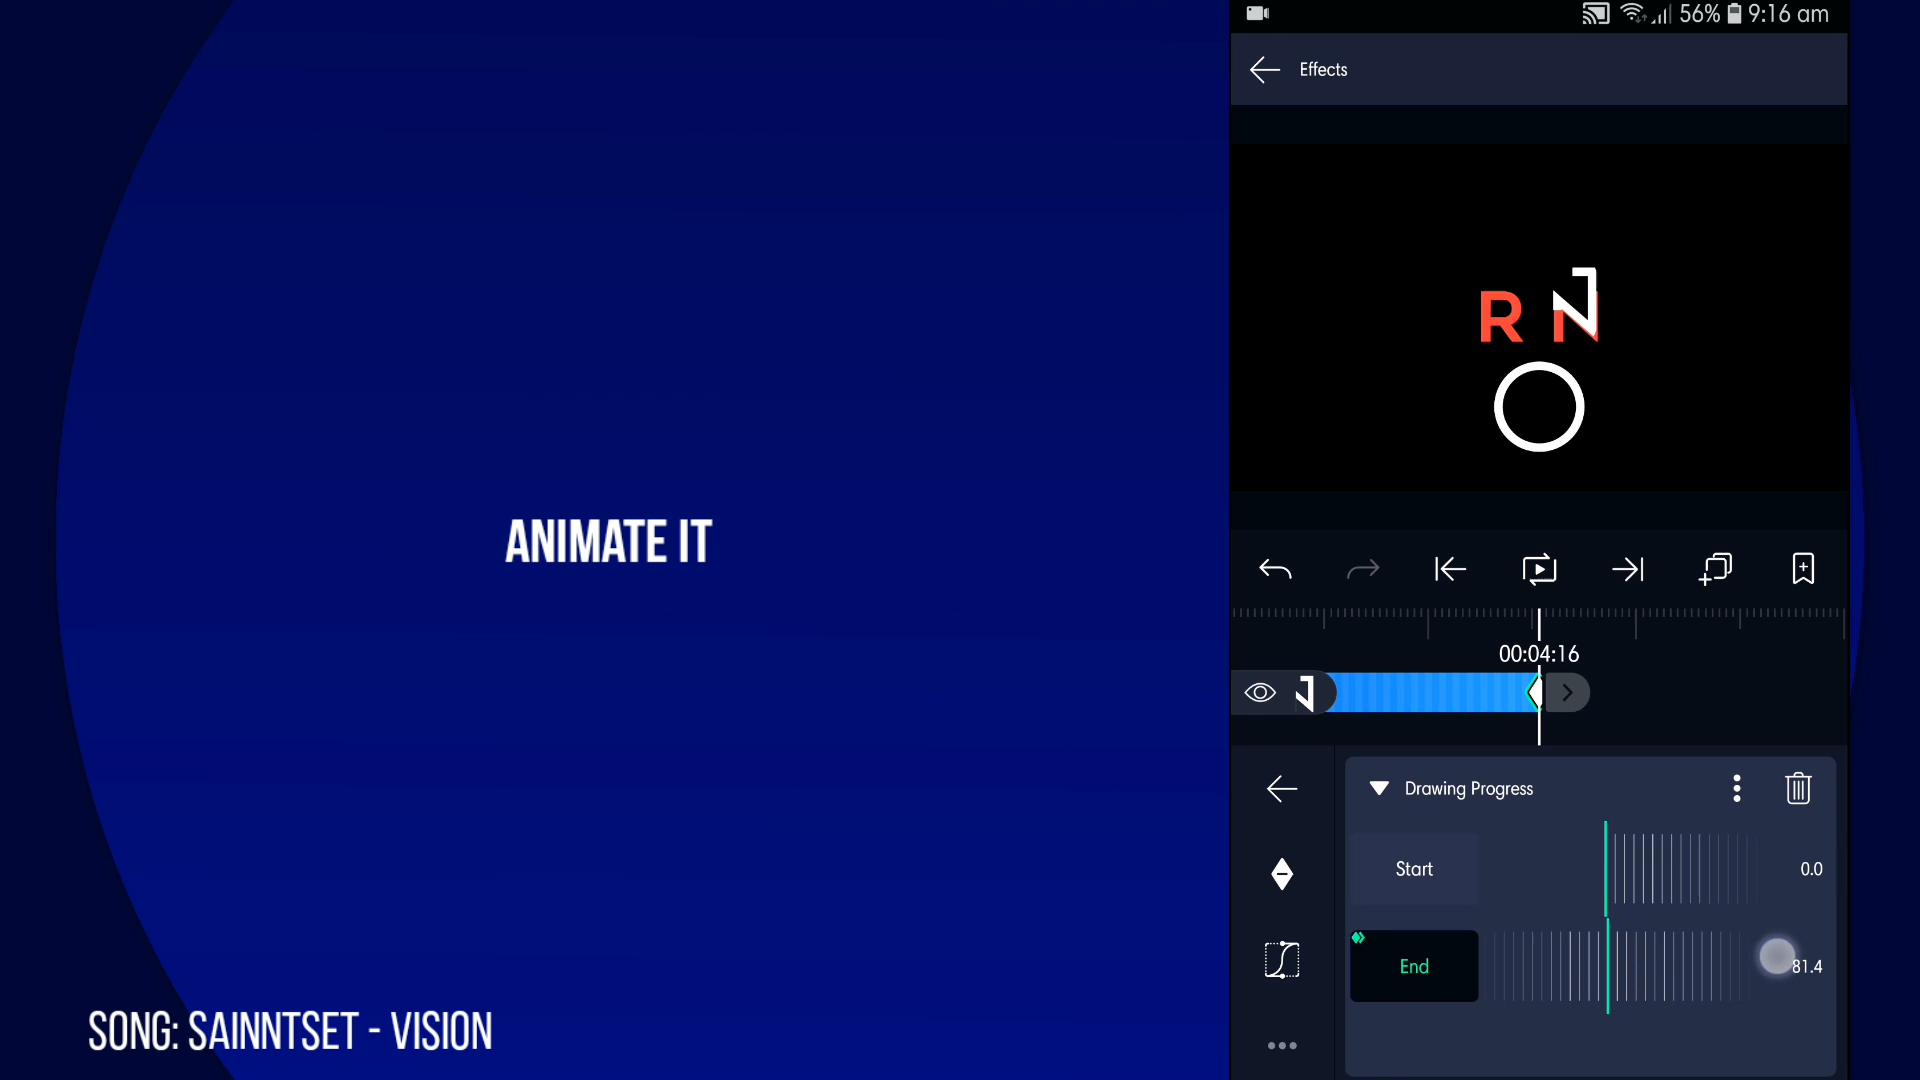 56% 9:16 am
Effects
R N
ANIMATE IT
00:04:16
Drawing Progress
Start
0.0
End
81.4
SONG: SAINNTSET - VISION